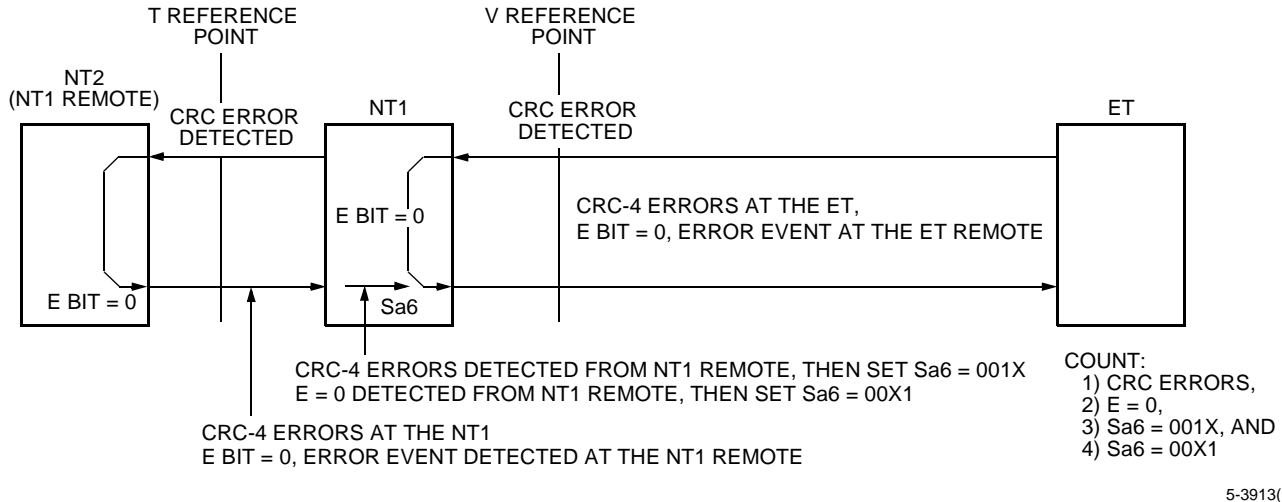 T REFERENCE
POINT
V REFERENCE
POINT
NT2
(NT1 REMOTE)
CRC ERROR
DETECTED
NT1
CRC ERROR
DETECTED
ET
E BIT = 0
CRC-4 ERRORS AT THE ET,
E BIT = 0, ERROR EVENT AT THE ET REMOTE
E BIT = 0
Sa6
CRC-4 ERRORS DETECTED FROM NT1 REMOTE, THEN SET Sa6 = 001X
E = 0 DETECTED FROM NT1 REMOTE, THEN SET Sa6 = 00X1
CRC-4 ERRORS AT THE NT1
E BIT = 0, ERROR EVENT DETECTED AT THE NT1 REMOTE
COUNT:
1) CRC ERRORS,
2) E = 0,
3) Sa6 = 001X, AND
4) Sa6 = 00X1
5-3913(